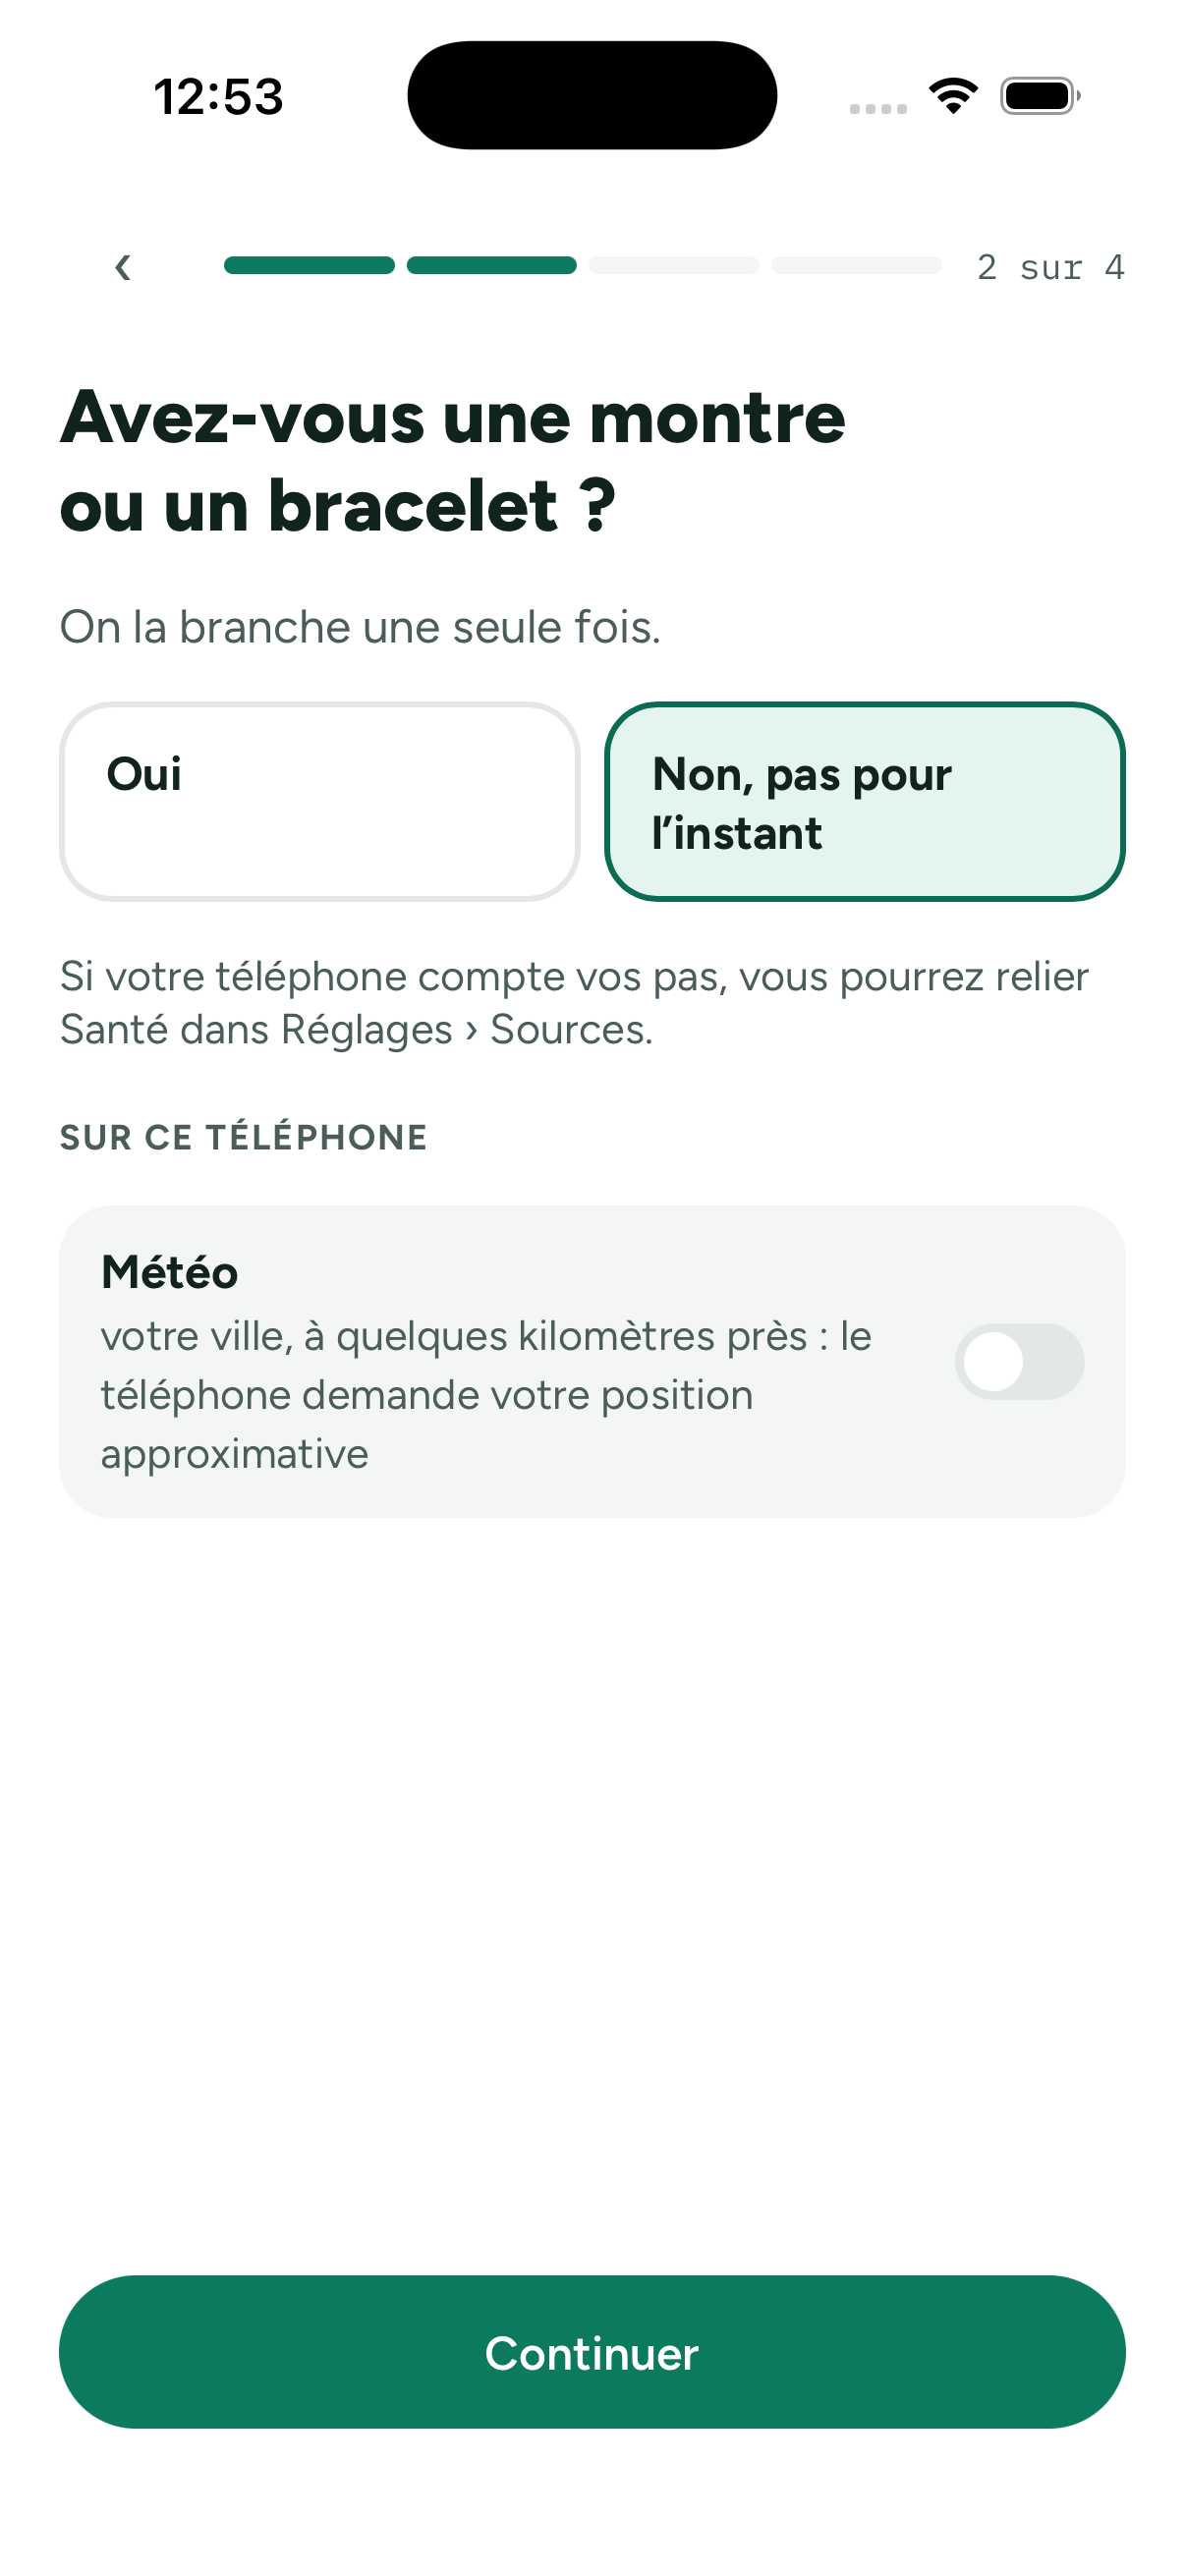 12:53
‹
2 sur 4
Avez-vous une montre
ou un bracelet ?
On la branche une seule fois.
Oui
Non, pas pour
l’instant
Si votre téléphone compte vos pas, vous pourrez relier
Santé dans Réglages › Sources.
SUR CE TÉLÉPHONE
Météo
votre ville, à quelques kilomètres près : le
téléphone demande votre position
approximative
Continuer